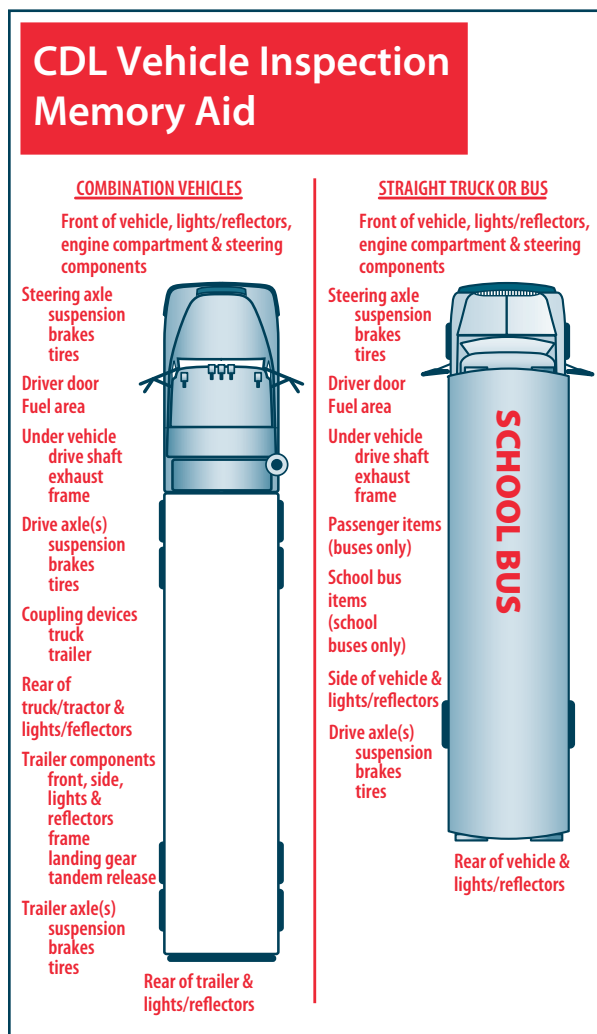 CDL Vehicle Inspection
Memory Aid
COMBINATION VEHICLES
Front of vehicle, lights/reflectors,
engine compartment & steering
components
Steering axle
suspension
brakes
tires
Driver door
Fuel area
Under vehicle
drive shaft
exhaust
frame
Drive axle(s)
suspension
brakes
tires
Coupling devices
truck
trailer
Rear of
truck/tractor &
lights/feflectors
Trailer components
front, side,
lights &
reflectors
frame
landing gear
tandem release
Trailer axle(s)
suspension
brakes
tires
Rear of trailer &
lights/reflectors
STRAIGHT TRUCK OR BUS
Front of vehicle, lights/reflectors,
engine compartment & steering
components
Steering axle
suspension
brakes
tires
Driver door
Fuel area
Under vehicle
drive shaft
exhaust
frame
Passenger items
(buses only)
School bus
items
(school
buses only)
Side of vehicle &
lights/reflectors
Drive axle(s)
suspension
brakes
tires
SCHOOL BUS
Rear of vehicle &
lights/reflectors